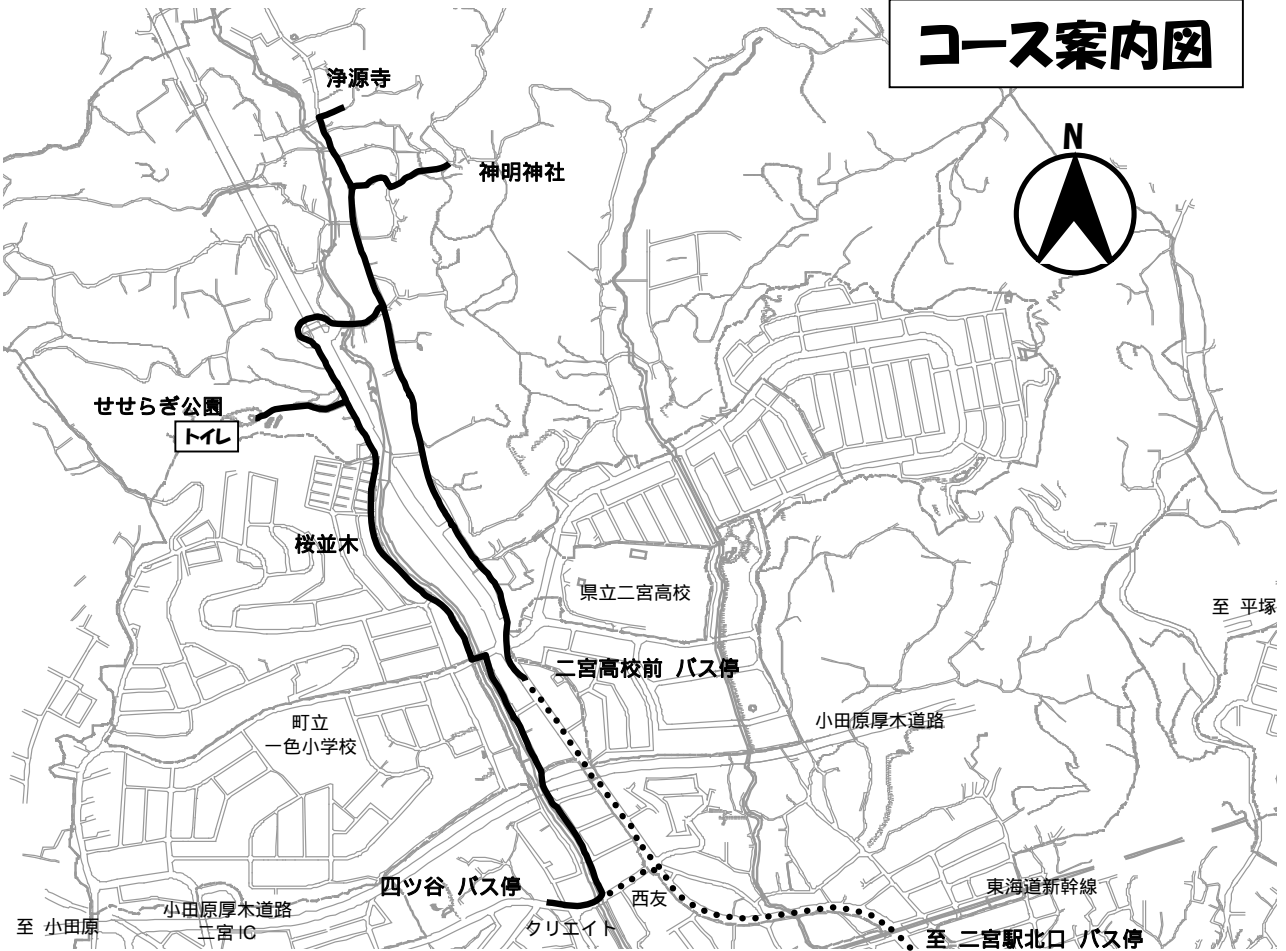 コース案内図
浄源寺
神明神社
N
せせらぎ公園
トイレ
桜並木
県立二宮高校
至 平塚
二宮高校前 バス停
町立
一色小学校
小田原厚木道路
四ツ谷 バス停
東海道新幹線
西友
小田原厚木道路
二宮IC
至 小田原
クリエイト
至 二宮駅北口 バス停